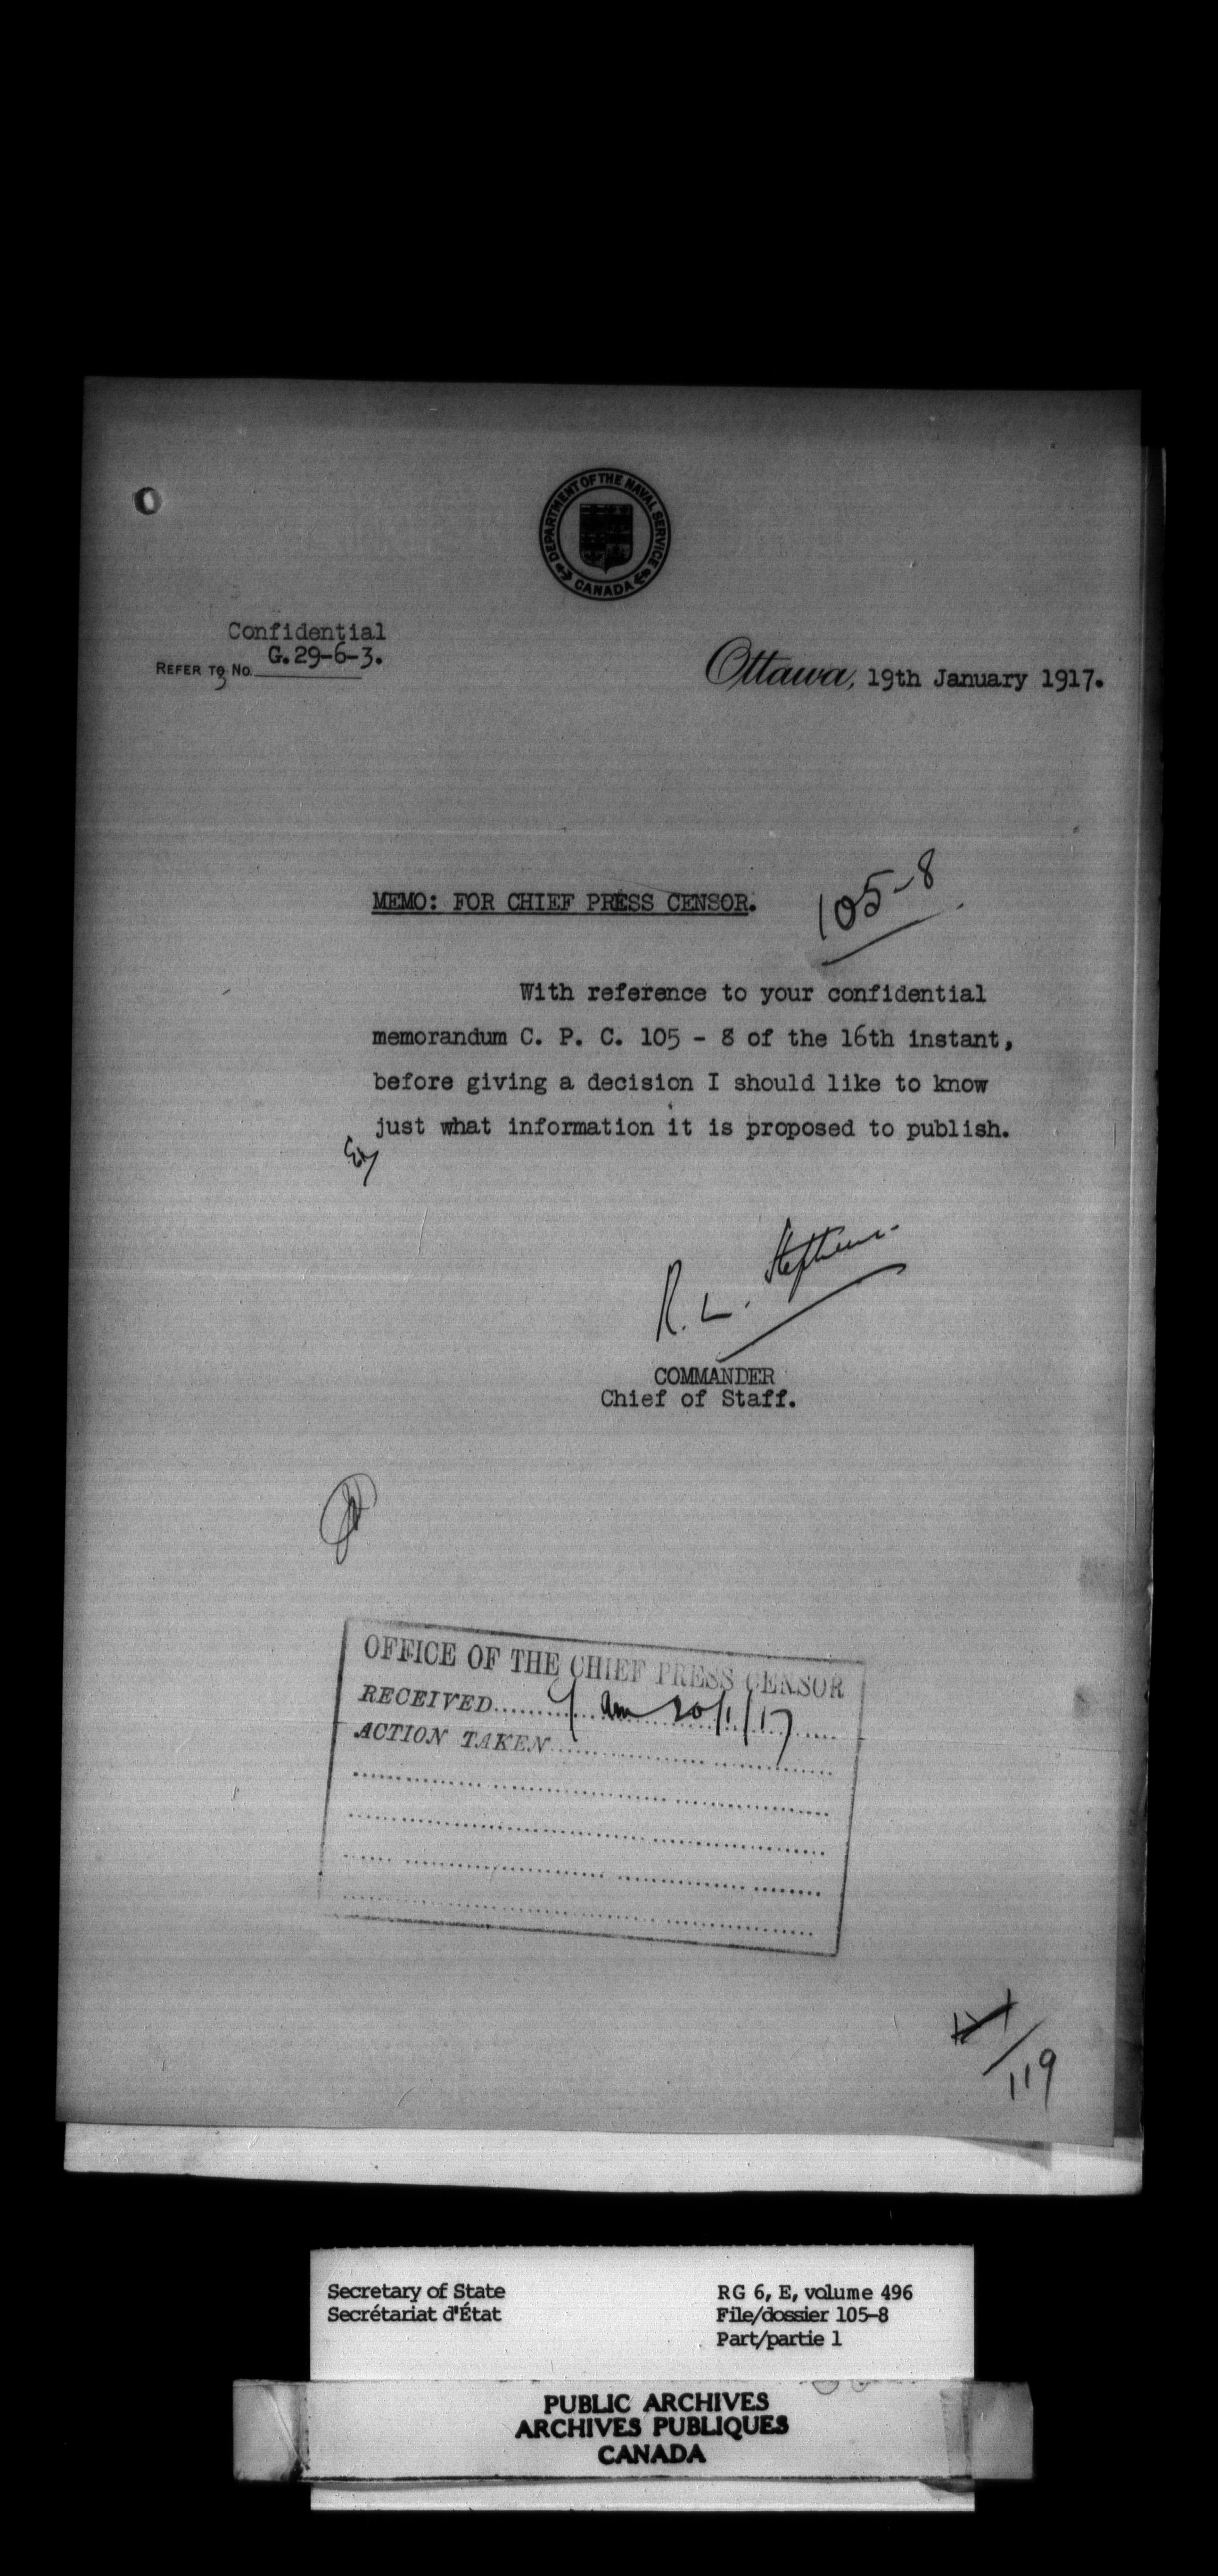 DEPARTMENT OF THE NAVAL SERVICE
CANADA
Confidential
G.29-6-3.
REFER TO No.
3
Ottawa, 19th January 1917.
MEMO: FOR CHIEF PRESS CENSOR.
105-8
With reference to your confidential
memorandum C. P. C. 105 - 8 of the 16th instant,
before giving a decision I should like to know
just what information it is proposed to publish.
R. L. Stephens
COMMANDER
Chief of Staff.
OFFICE OF THE CHIEF PRESS CENSOR
RECEIVED am 20/1/17
ACTION TAKEN
119
Secretary of State
Secrétariat d'État
RG 6, E, volume 496
File/dossier 105-8
Part/partie 1
PUBLIC ARCHIVES
ARCHIVES PUBLIQUES
CANADA